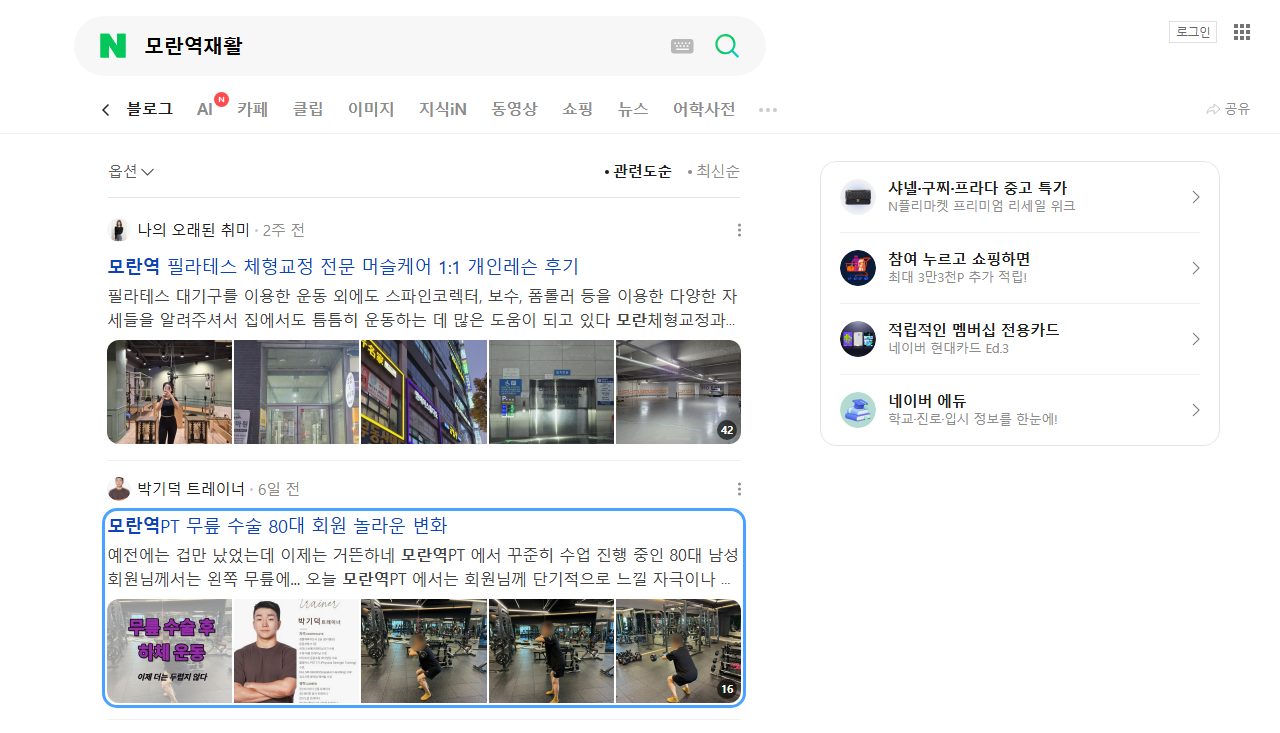 모란역재활
로그인
블로그
AI
N
카페
클립
이미지
지식iN
동영상
쇼핑
뉴스
어학사전
공유
옵션
• 관련도순
• 최신순
나의 오래된 취미 · 2주 전
모란역 필라테스 체형교정 전문 머슬케어 1:1 개인레슨 후기
필라테스 대기구를 이용한 운동 외에도 스파인코렉터, 보수, 폼롤러 등을 이용한 다양한 자
세들을 알려주셔서 집에서도 틈틈히 운동하는 데 많은 도움이 되고 있다 모란체형교정과...
42
박기덕 트레이너 · 6일 전
모란역PT 무릎 수술 80대 회원 놀라운 변화
예전에는 겁만 났었는데 이제는 거뜬하네 모란역PT 에서 꾸준히 수업 진행 중인 80대 남성
회원님께서는 왼쪽 무릎에... 오늘 모란역PT 에서는 회원님께 단기적으로 느낄 자극이나 ...
무릎 수술 후
하체 운동
이제 더는 두렵지 않다
trainer
박기덕 트레이너
16
샤넬·구찌·프라다 중고 특가
N플리마켓 프리미엄 리세일 위크
참여 누르고 쇼핑하면
최대 3만3천P 추가 적립!
적립적인 멤버십 전용카드
네이버 현대카드 Ed.3
네이버 에듀
학교·진로·입시 정보를 한눈에!